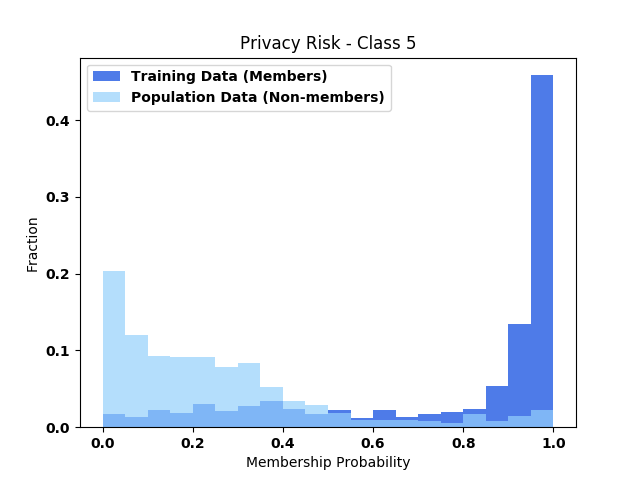 Privacy Risk - Class 5
Training Data (Members)
Population Data (Non-members)
Fraction
0.4
0.3
0.2
0.1
0.0
0.0 0.2 0.4 0.6 0.8 1.0
Membership Probability